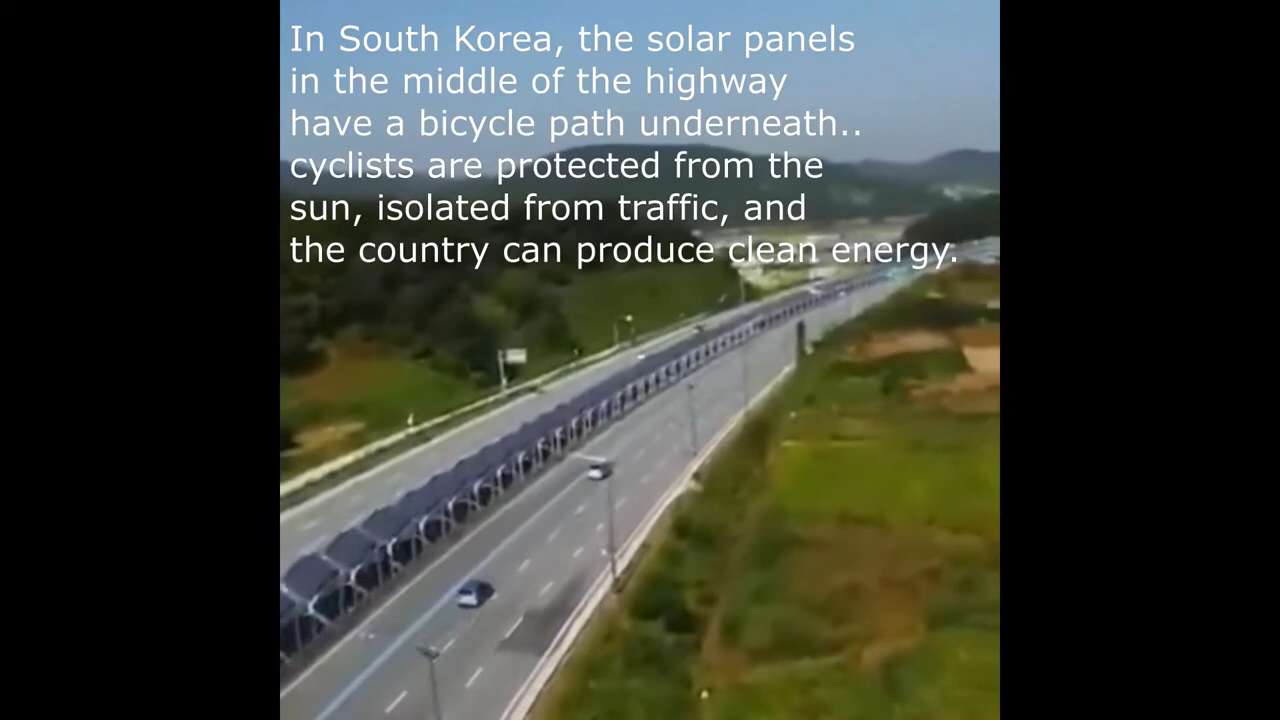 In South Korea, the solar panels
in the middle of the highway
have a bicycle path underneath..
cyclists are protected from the
sun, isolated from traffic, and
the country can produce clean energy.